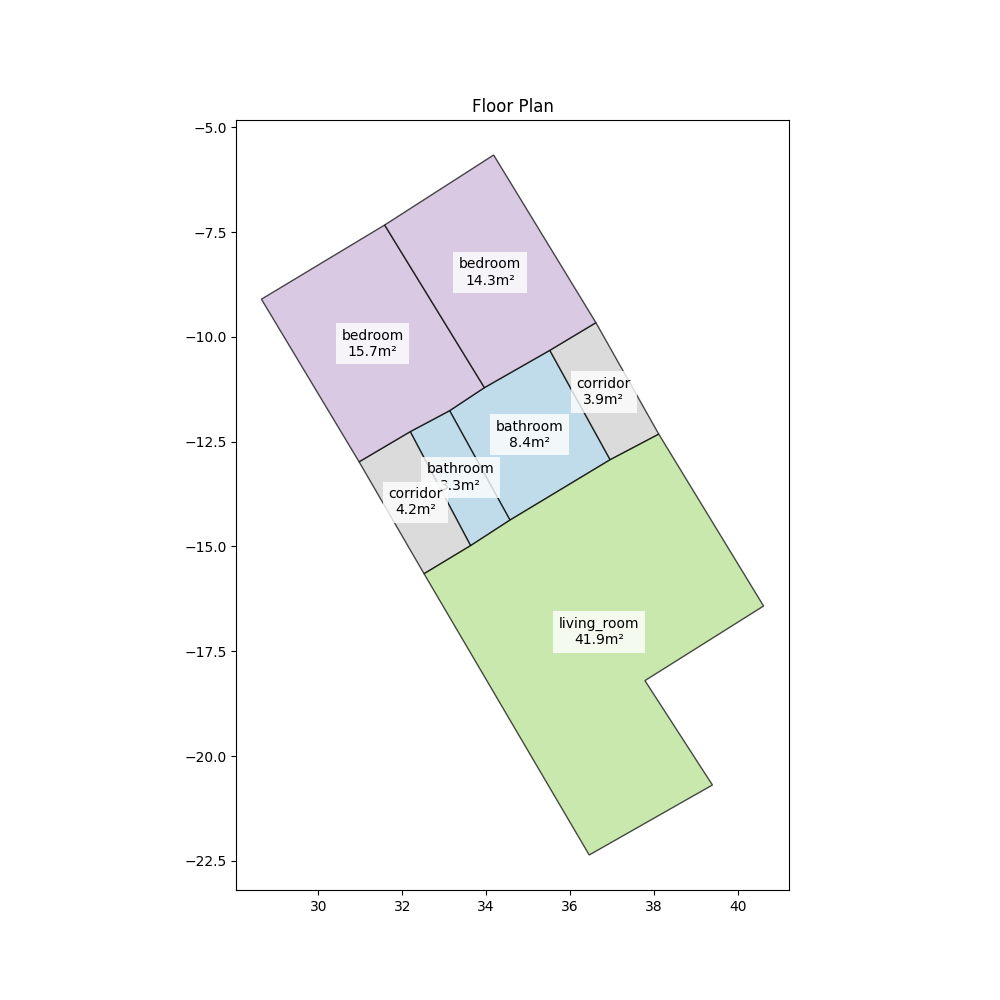 Floor Plan
−5.0
−7.5
−10.0
−12.5
−15.0
−17.5
−20.0
−22.5
bedroom
14.3m²
bedroom
15.7m²
corridor
3.9m²
bathroom
8.4m²
bathroom
3.3m²
corridor
4.2m²
living_room
41.9m²
30 32 34 36 38 40